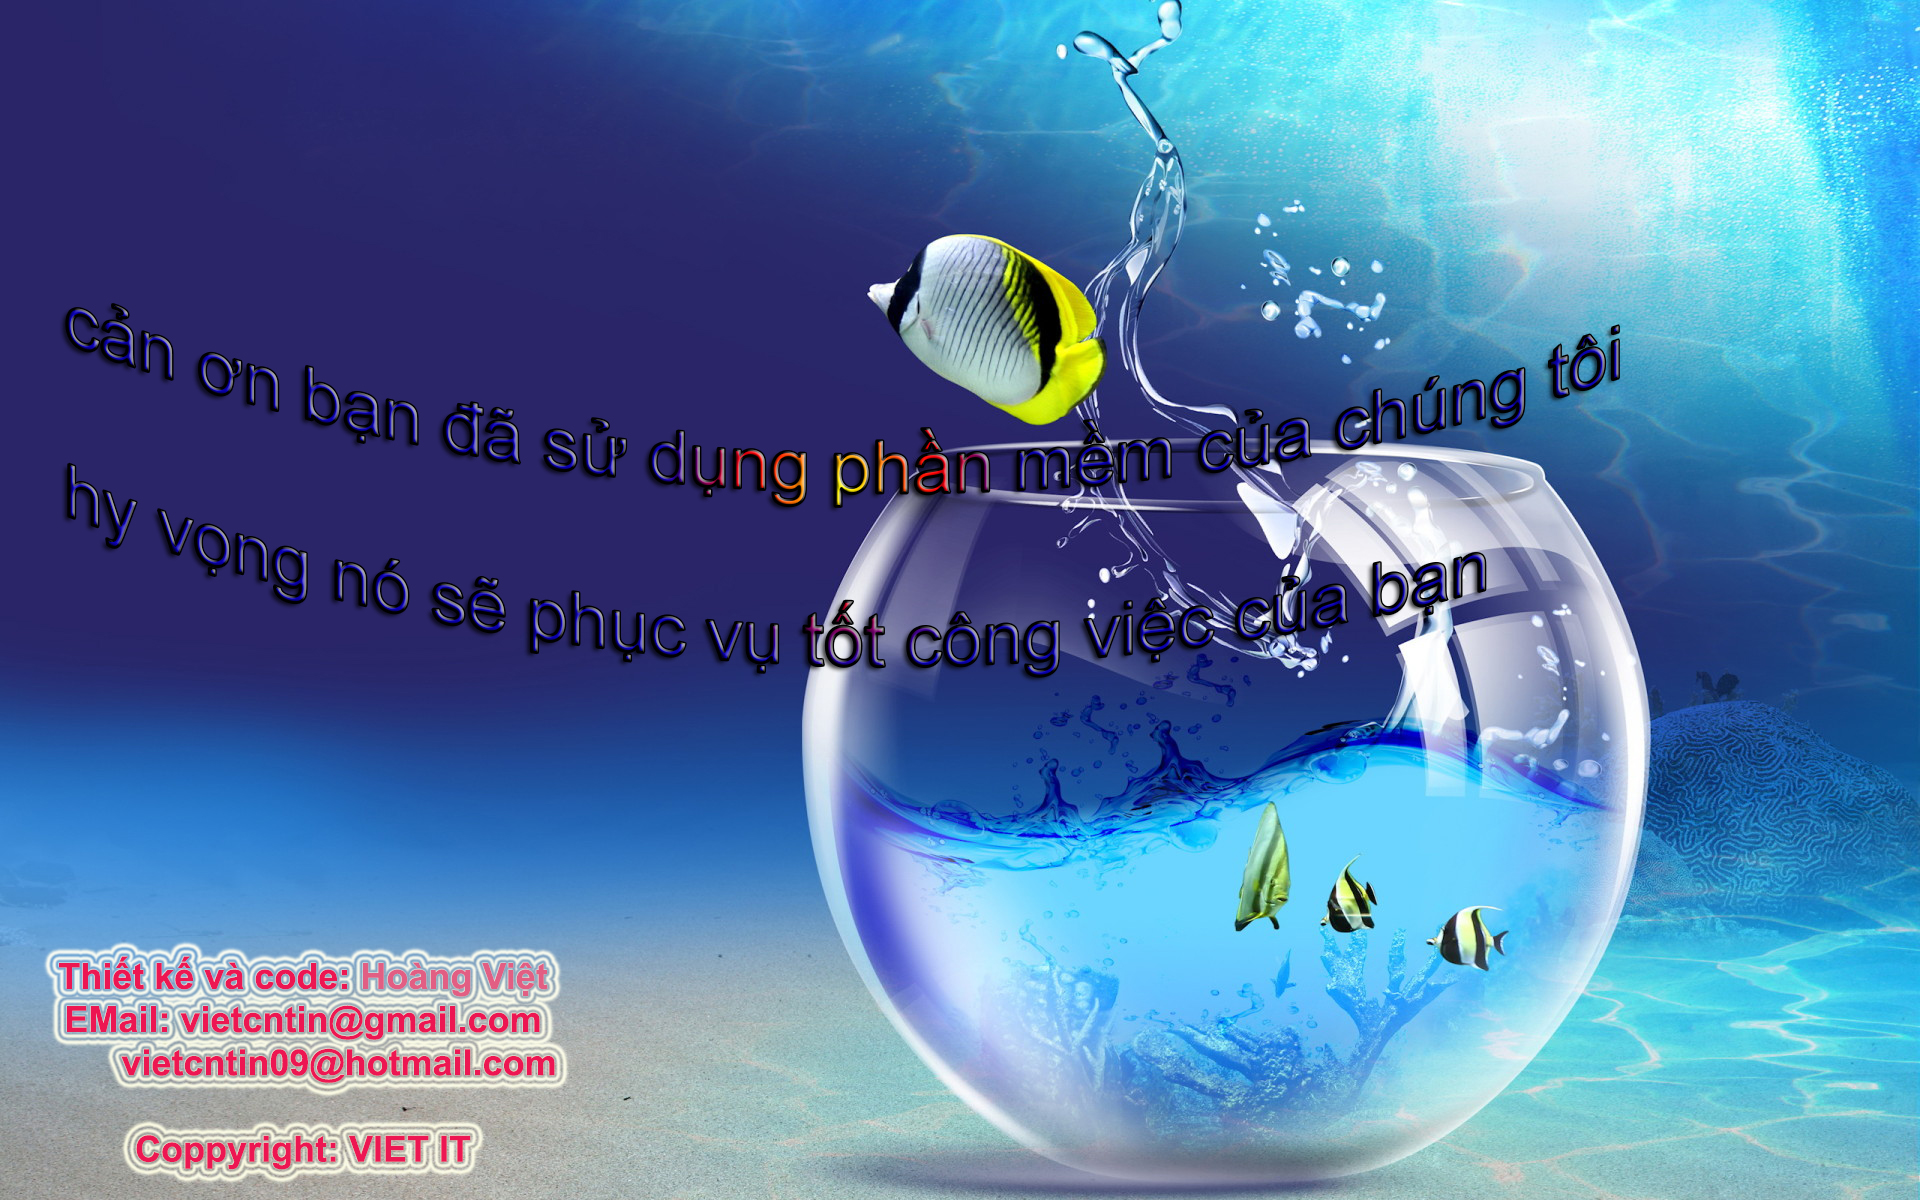 cản ơn bạn đã sử dụng phần mềm của chúng tôi
hy vọng nó sẽ phục vụ tốt công việc của bạn
Thiết kế và code: Hoàng Việt
EMail: vietcntin@gmail.com
vietcntin09@hotmail.com
Coppyright: VIET IT